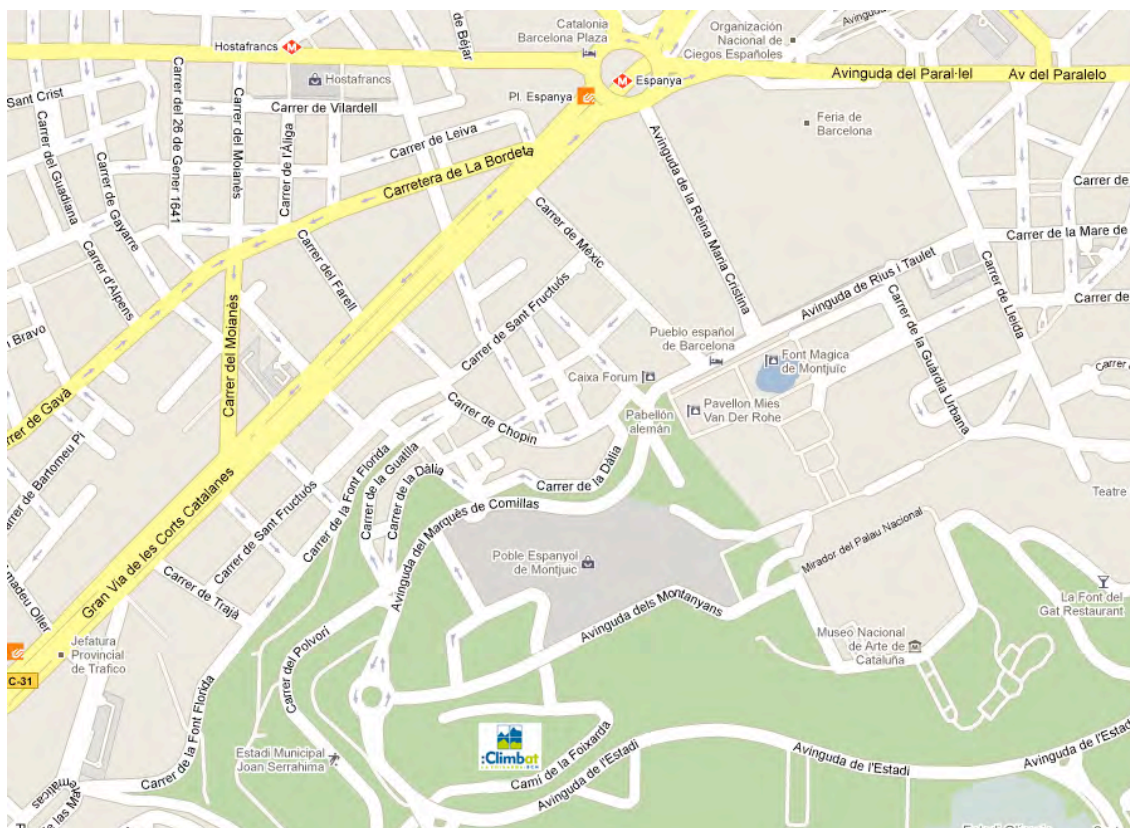 Catalonia
Barcelona Plaza
Organización
Nacional de
Ciegos Españoles
Hostafrancs
M
de Béjar
Hostafrancs
M
Espanya
Avinguda del Paral·lel
Av del Paralelo
Sant Crist
Carrer del 26 de Gener 1641
Carrer del Moianés
Carrer de Vilardell
Pl. Espanya
Feria de
Barcelona
Carrer del Guadiana
Carrer de Gayarre
Carrer de l'Àliga
Carrer de Leiva
Carretera de La Bordeta
Avinguda de la Reina Maria Cristina
Carrer de
Carrer de la Mare de
Carrer de Mèxic
Carrer d'Alpens
Carrer del Farell
Carrer de Sant Fructuós
Avinguda de Rius i Taulet
Carrer de Lleida
Carrer de
Bravo
Carrer del Moianès
Pueblo español
de Barcelona
Font Magica
de Montjuïc
Carrer de la Guàrdia Urbana
Caixa Forum
Pavellon Mies
Van Der Rohe
Pabellón
alemán
Carrer de Chopin
Carrer de Gavà
Carrer de Bartomeu Pi
Carrer de la Font Florida
Carrer de la Guatlla
Carrer de la Dàlia
Carrer de la Dàlia
Gran Via de les Corts Catalanes
Carrer de Sant Fructuós
Avinguda del Marquès de Comillas
Teatre
Poble Espanyol
de Montjuic
Mirador del Palau Nacional
Amadeu Oller
Carrer de Trajà
Avinguda dels Montanyans
La Font del
Gat Restaurant
Jefatura
Provincial
de Trafico
C-31
Carrer del Polvorí
Museo Nacional
de Arte de
Cataluña
Carrer de la Font Florida
Estadi Municipal
Joan Serrahima
:Climbat
Camí de la Foixarda
Avinguda de l'Estadi
Avinguda de l'Estadi
Avinguda de l'Estadi
de las Matemáticas